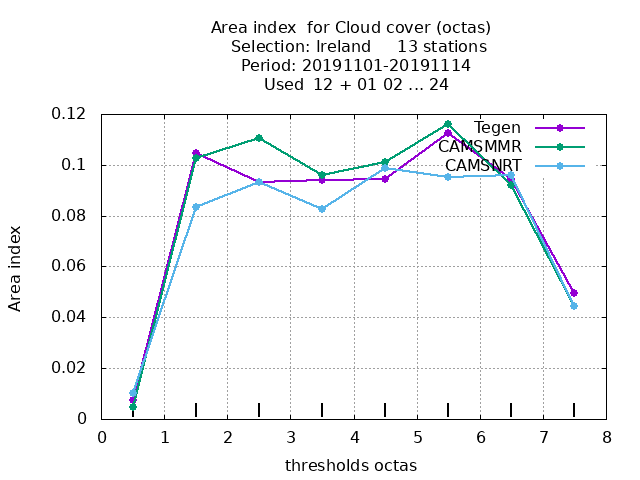 Area index  for Cloud cover (octas)
Selection: Ireland     13 stations
Period: 20191101-20191114
Used  12 + 01 02 ... 24
Tegen
CAMSMMR
CAMSNRT
0.12
0.1
0.08
0.06
0.04
0.02
0
Area index
0 1 2 3 4 5 6 7 8
thresholds octas